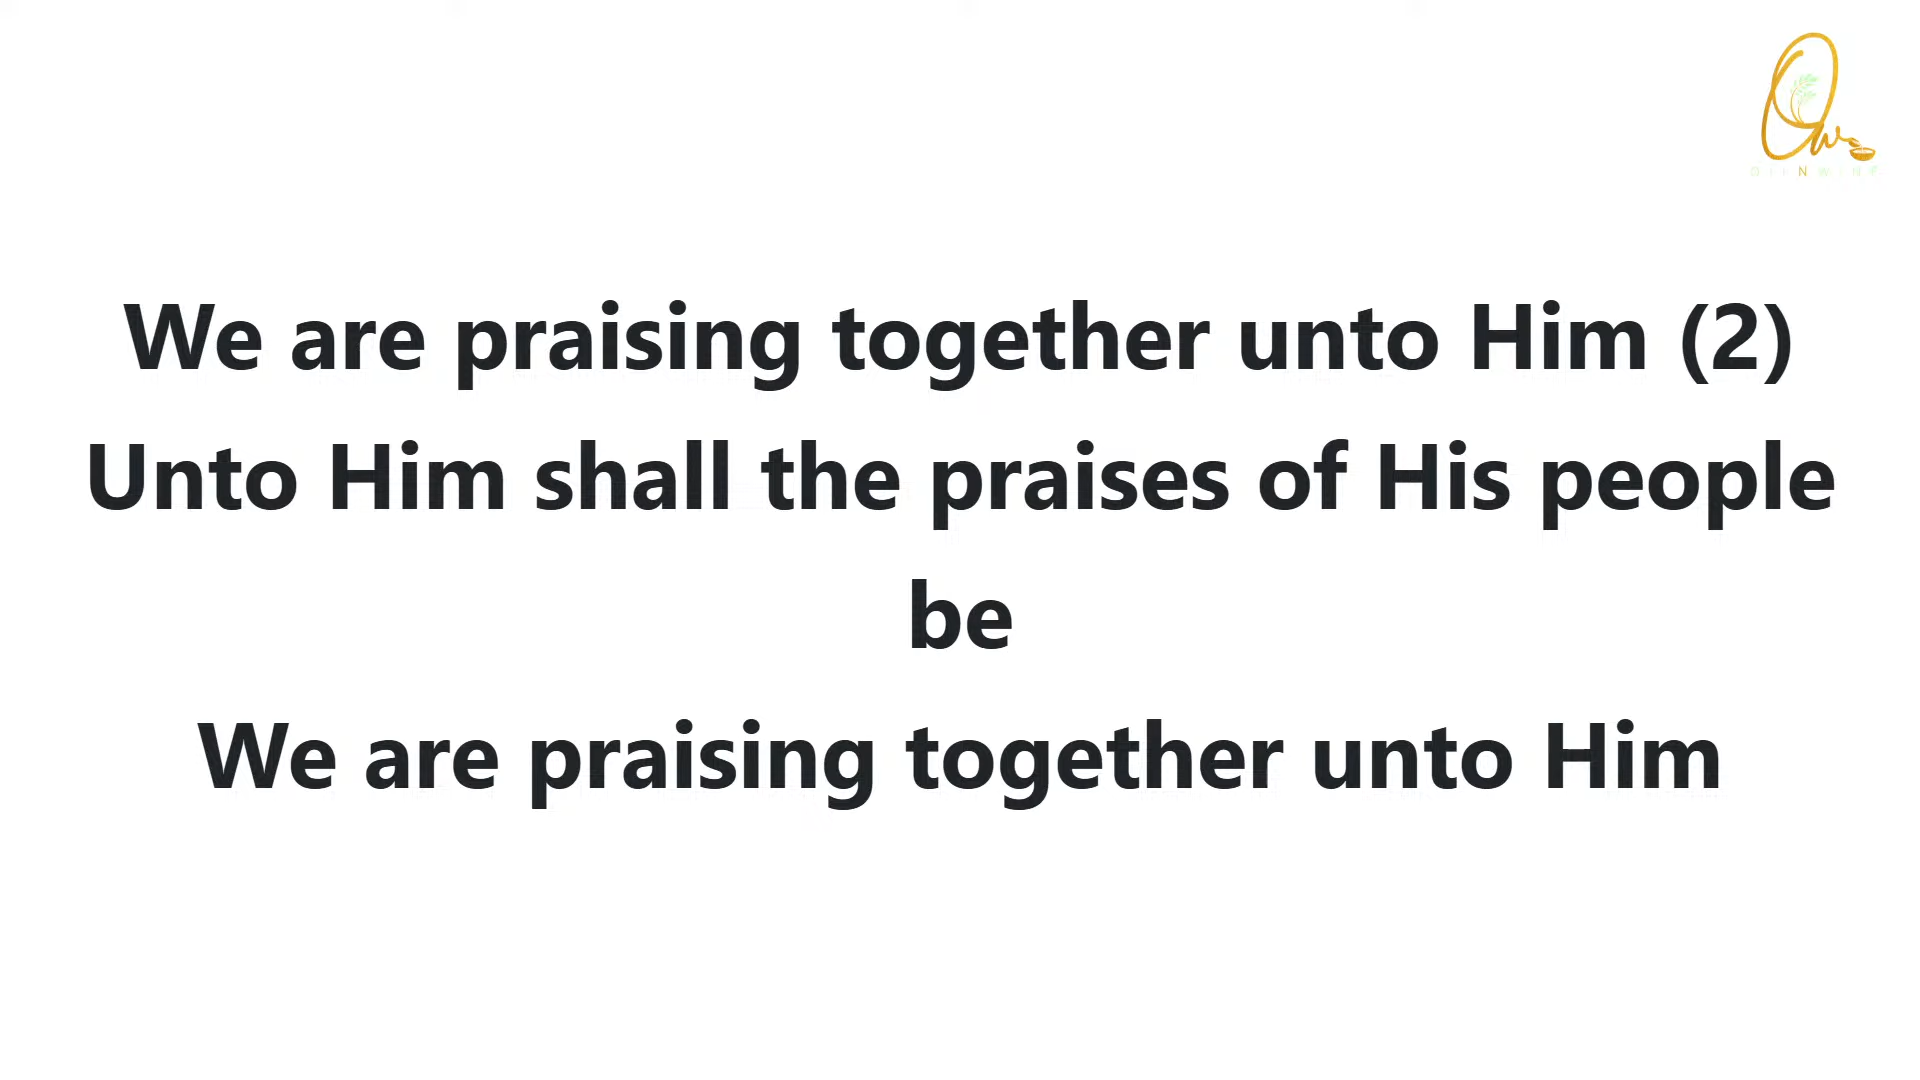 We are praising together unto Him (2)
Unto Him shall the praises of His people
be
We are praising together unto Him
OILNWINE